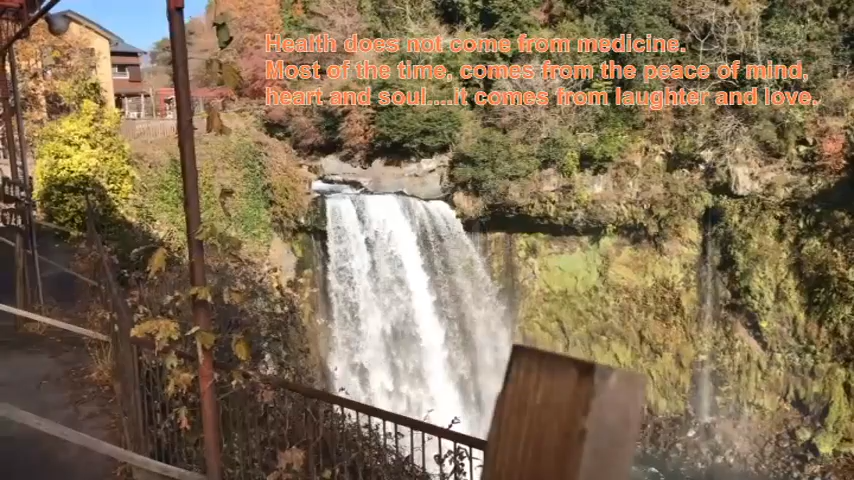 Health does not come from medicine.
Most of the time, comes from the peace of mind,
heart and soul....it comes from laughter and love.